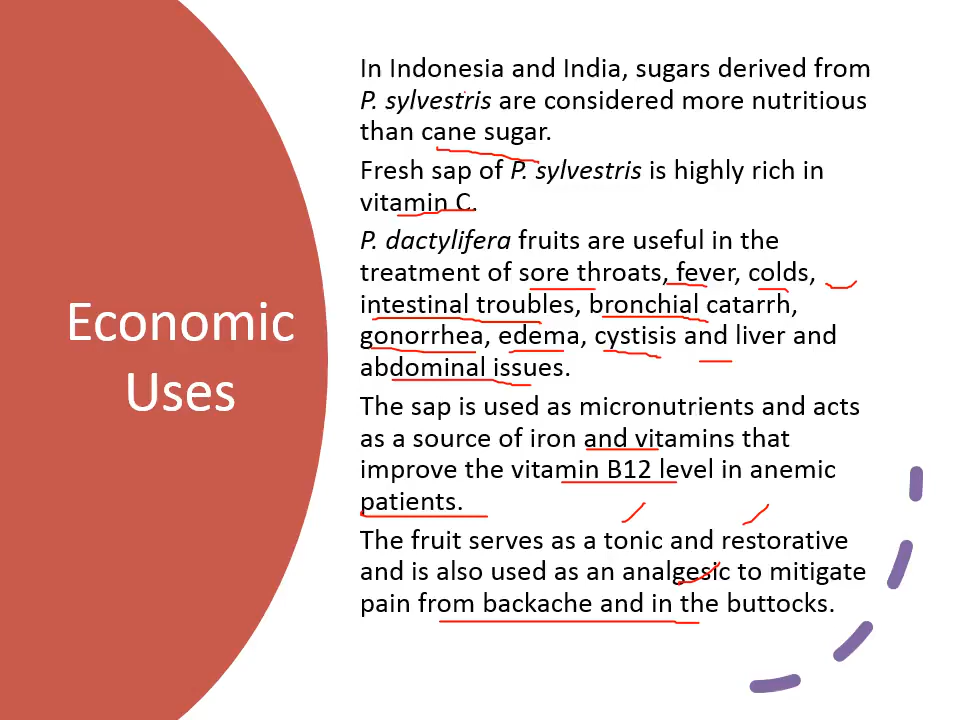 Economic
Uses
In Indonesia and India, sugars derived from
P. sylvestris are considered more nutritious
than cane sugar.
Fresh sap of P. sylvestris is highly rich in
vitamin C.
P. dactylifera fruits are useful in the
treatment of sore throats, fever, colds,
intestinal troubles, bronchial catarrh,
gonorrhea, edema, cystisis and liver and
abdominal issues.
The sap is used as micronutrients and acts
as a source of iron and vitamins that
improve the vitamin B12 level in anemic
patients.
The fruit serves as a tonic and restorative
and is also used as an analgesic to mitigate
pain from backache and in the buttocks.